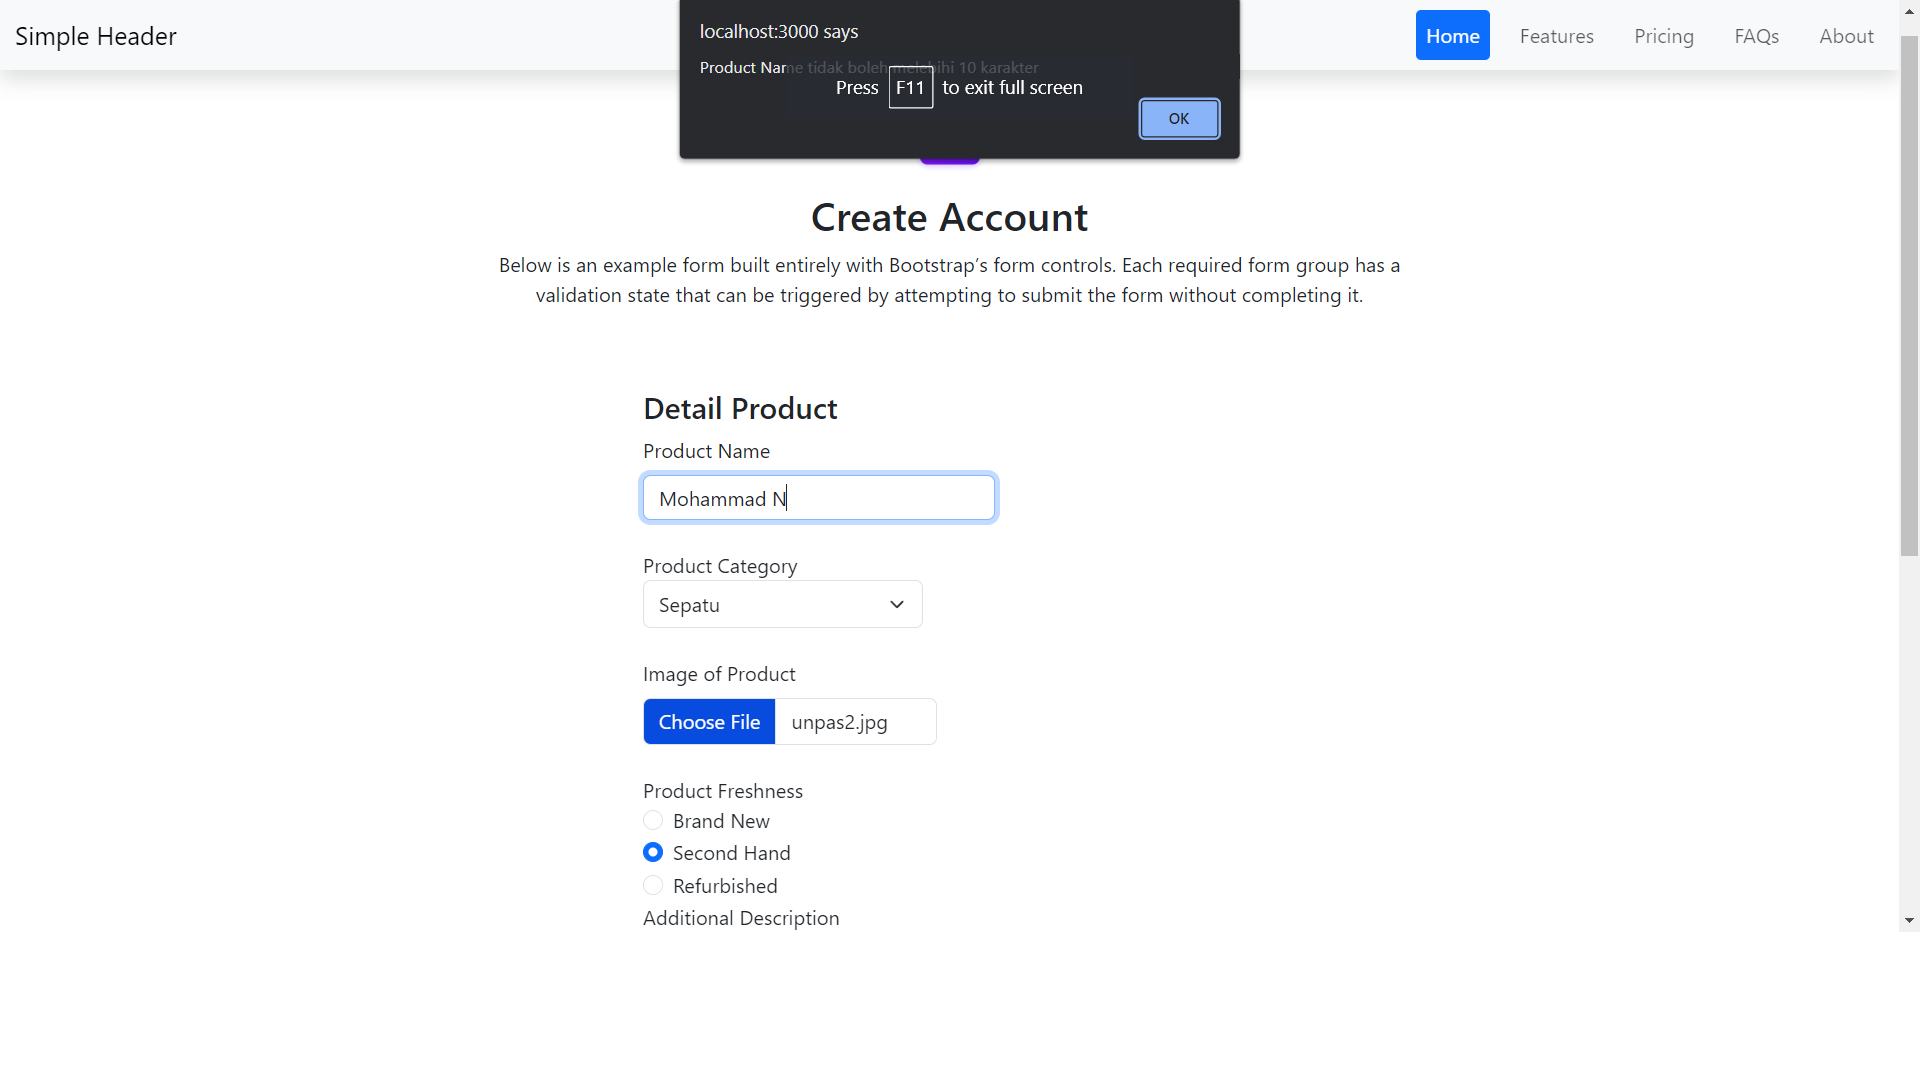 Simple Header
localhost:3000 says
Product Name tidak boleh melebihi 10 karakter
Press F11 to exit full screen
OK
Home Features Pricing FAQs About
Create Account
Below is an example form built entirely with Bootstrap’s form controls. Each required form group has a
validation state that can be triggered by attempting to submit the form without completing it.
Detail Product
Product Name
Mohammad N
Product Category
Sepatu
Image of Product
Choose File unpas2.jpg
Product Freshness
Brand New
Second Hand
Refurbished
Additional Description